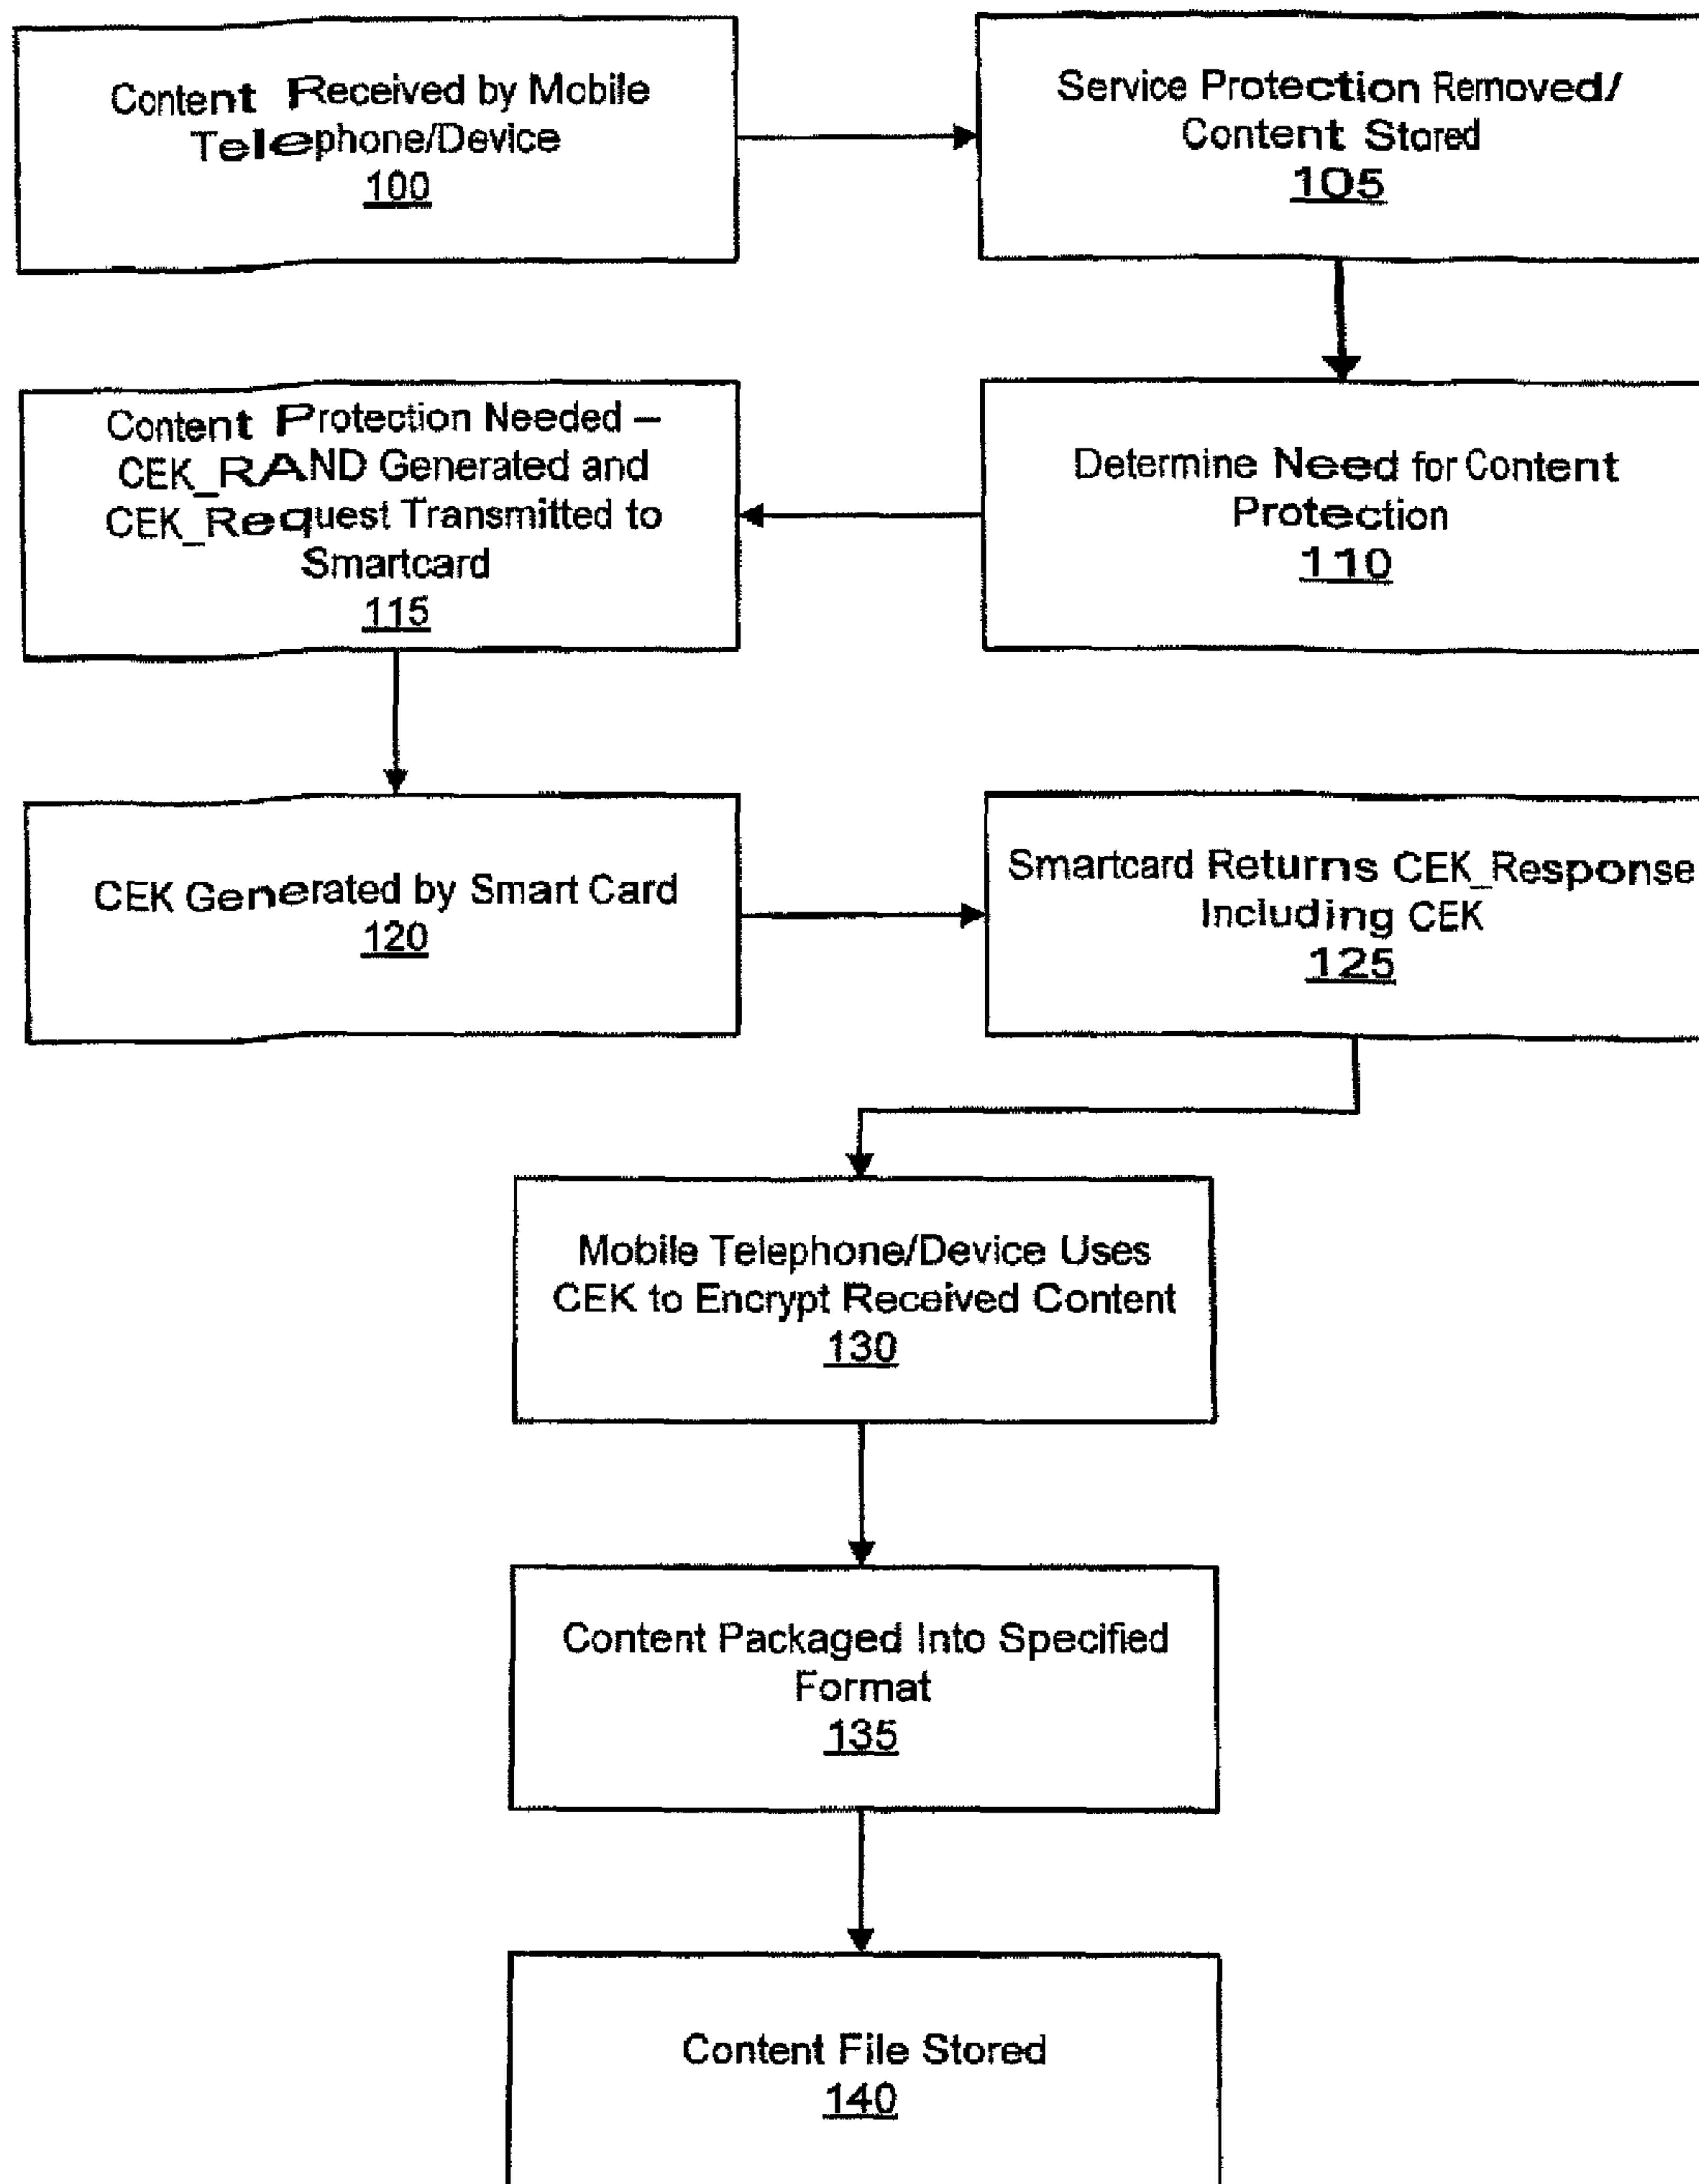 Content Received by Mobile
Telephone/Device
100
Service Protection Removed/
Content Stored
105
Determine Need for Content
Protection
110
Content Protection Needed –
CEK_RAND Generated and
CEK_Request Transmitted to
Smartcard
115
CEK Generated by Smart Card
120
Smartcard Returns CEK_Response
Including CEK
125
Mobile Telephone/Device Uses
CEK to Encrypt Received Content
130
Content Packaged Into Specified
Format
135
Content File Stored
140